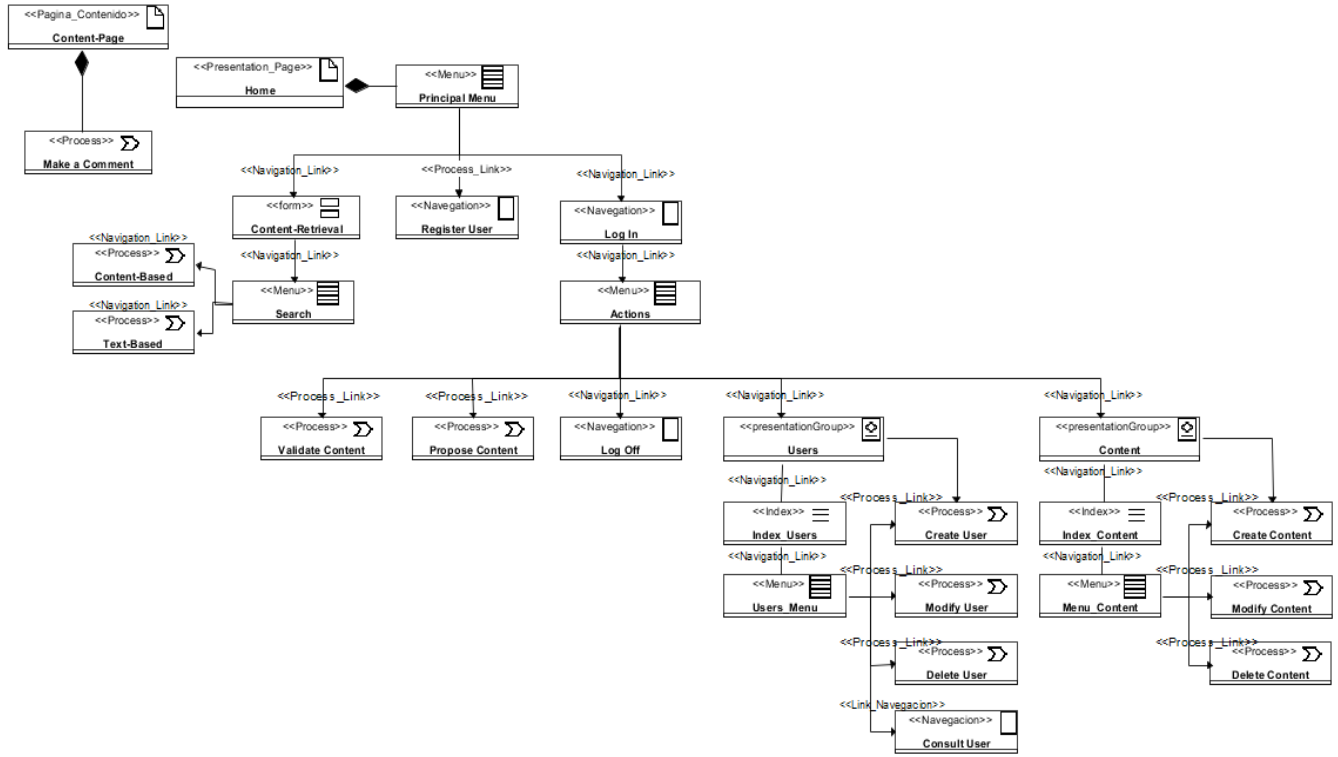 <<Pagina_Contenido>>
Content-Page
<<Presentation_Page>>
Home
<<Menu>>
Principal Menu
<<Process>>
Make a Comment
<<Navigation_Link>>
<<Process_Link>>
<<Navigation_Link>>
<<form>>
Content-Retrieval
<<Navegation>>
Register User
<<Navegation>>
Log In
<<Navigation_Link>>
<<Process>>
Content-Based
<<Navigation_Link>>
<<Navigation_Link>>
<<Menu>>
Search
<<Menu>>
Actions
<<Navigation_Link>>
<<Process>>
Text-Based
<<Process_Link>>
<<Process_Link>>
<<Navigation_Link>>
<<Navigation_Link>>
<<Navigation_Link>>
<<Process>>
Validate Content
<<Process>>
Propose Content
<<Navegation>>
Log Off
<<presentationGroup>>
Users
<<presentationGroup>>
Content
<<Navigation_Link>>
<<Navigation_Link>>
<<Process_Link>>
<<Process_Link>>
<<Index>>
Index_Users
<<Process>>
Create User
<<Index>>
Index_Content
<<Process>>
Create Content
<<Navigation_Link>>
<<Navigation_Link>>
<<Process_Link>>
<<Process_Link>>
<<Menu>>
Users_Menu
<<Process>>
Modify User
<<Menu>>
Menu_Content
<<Process>>
Modify Content
<<Process_Link>>
<<Process_Link>>
<<Process>>
Delete User
<<Process>>
Delete Content
<<Link_Navegacion>>
<<Navegacion>>
Consult User